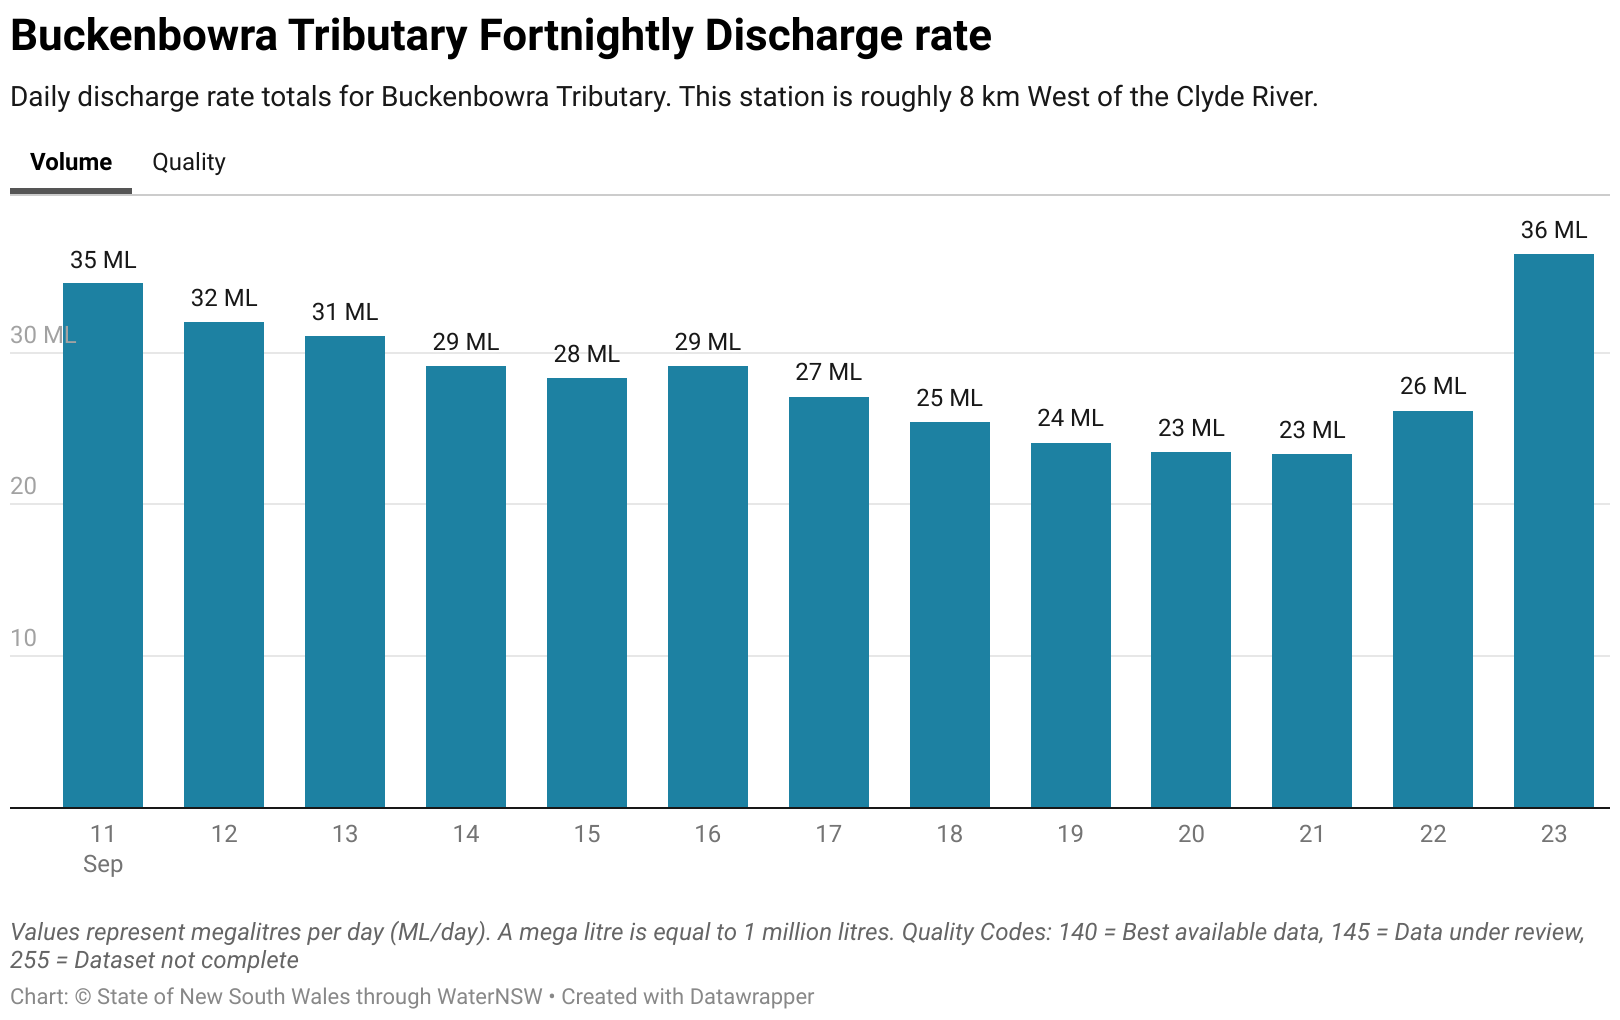 Buckenbowra Tributary Fortnightly Discharge rate
Daily discharge rate totals for Buckenbowra Tributary. This station is roughly 8 km West of the Clyde River.
Volume Quality
36 ML
35 ML
32 ML
31 ML
30 ML
29 ML
28 ML
29 ML
27 ML
25 ML
24 ML
23 ML
23 ML
26 ML
20
10
11 12 13 14 15 16 17 18 19 20 21 22 23
Sep
Values represent megalitres per day (ML/day). A mega litre is equal to 1 million litres. Quality Codes: 140 = Best available data, 145 = Data under review,
255 = Dataset not complete
Chart: © State of New South Wales through WaterNSW • Created with Datawrapper